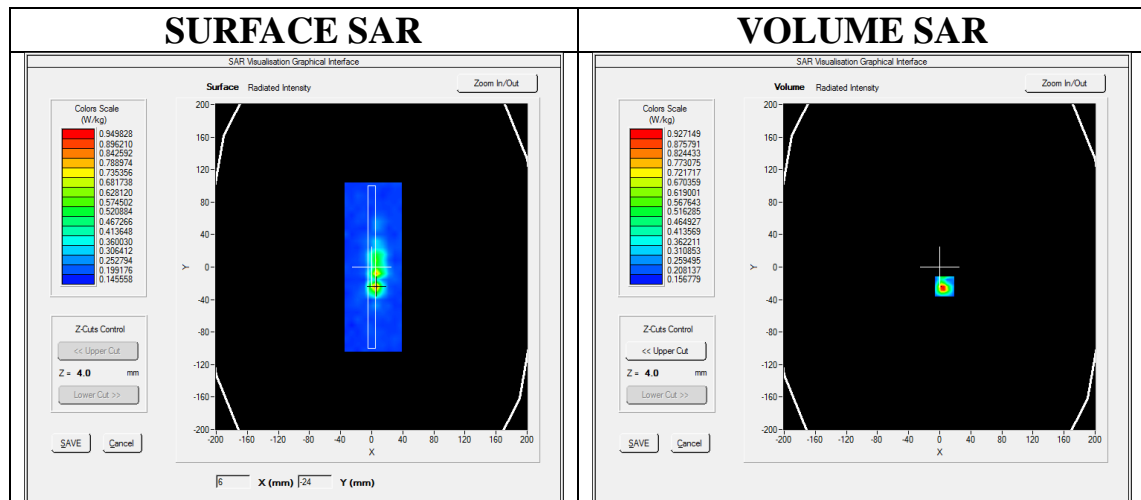 SURFACE SAR
SAR Visualisation Graphical Interface
Surface Radiated Intensity
Zoom In/Out
Colors Scale
(W/kg)
0.949828
0.896210
0.842592
0.788974
0.735356
0.681738
0.628120
0.574502
0.520884
0.467266
0.413648
0.360030
0.306412
0.252794
0.199176
0.145558
Z-Cuts Control
<< Upper Cut
Z = 4.0 mm
Lower Cut >>
SAVE Cancel
200
160
120
80
40
0
-40
-80
-120
-160
-200
Y
-200 -160 -120 -80 -40 0 40 80 120 160 200
X
6 X (mm) -24 Y (mm)
VOLUME SAR
SAR Visualisation Graphical Interface
Volume Radiated Intensity
Zoom In/Out
Colors Scale
(W/kg)
0.927149
0.875791
0.824433
0.773075
0.721717
0.670359
0.619001
0.567643
0.516285
0.464927
0.413569
0.362211
0.310853
0.259495
0.208137
0.156779
Z-Cuts Control
<< Upper Cut
Z = 4.0 mm
Lower Cut >>
SAVE Cancel
200
160
120
80
40
0
-40
-80
-120
-160
-200
Y
-200 -160 -120 -80 -40 0 40 80 120 160 200
X